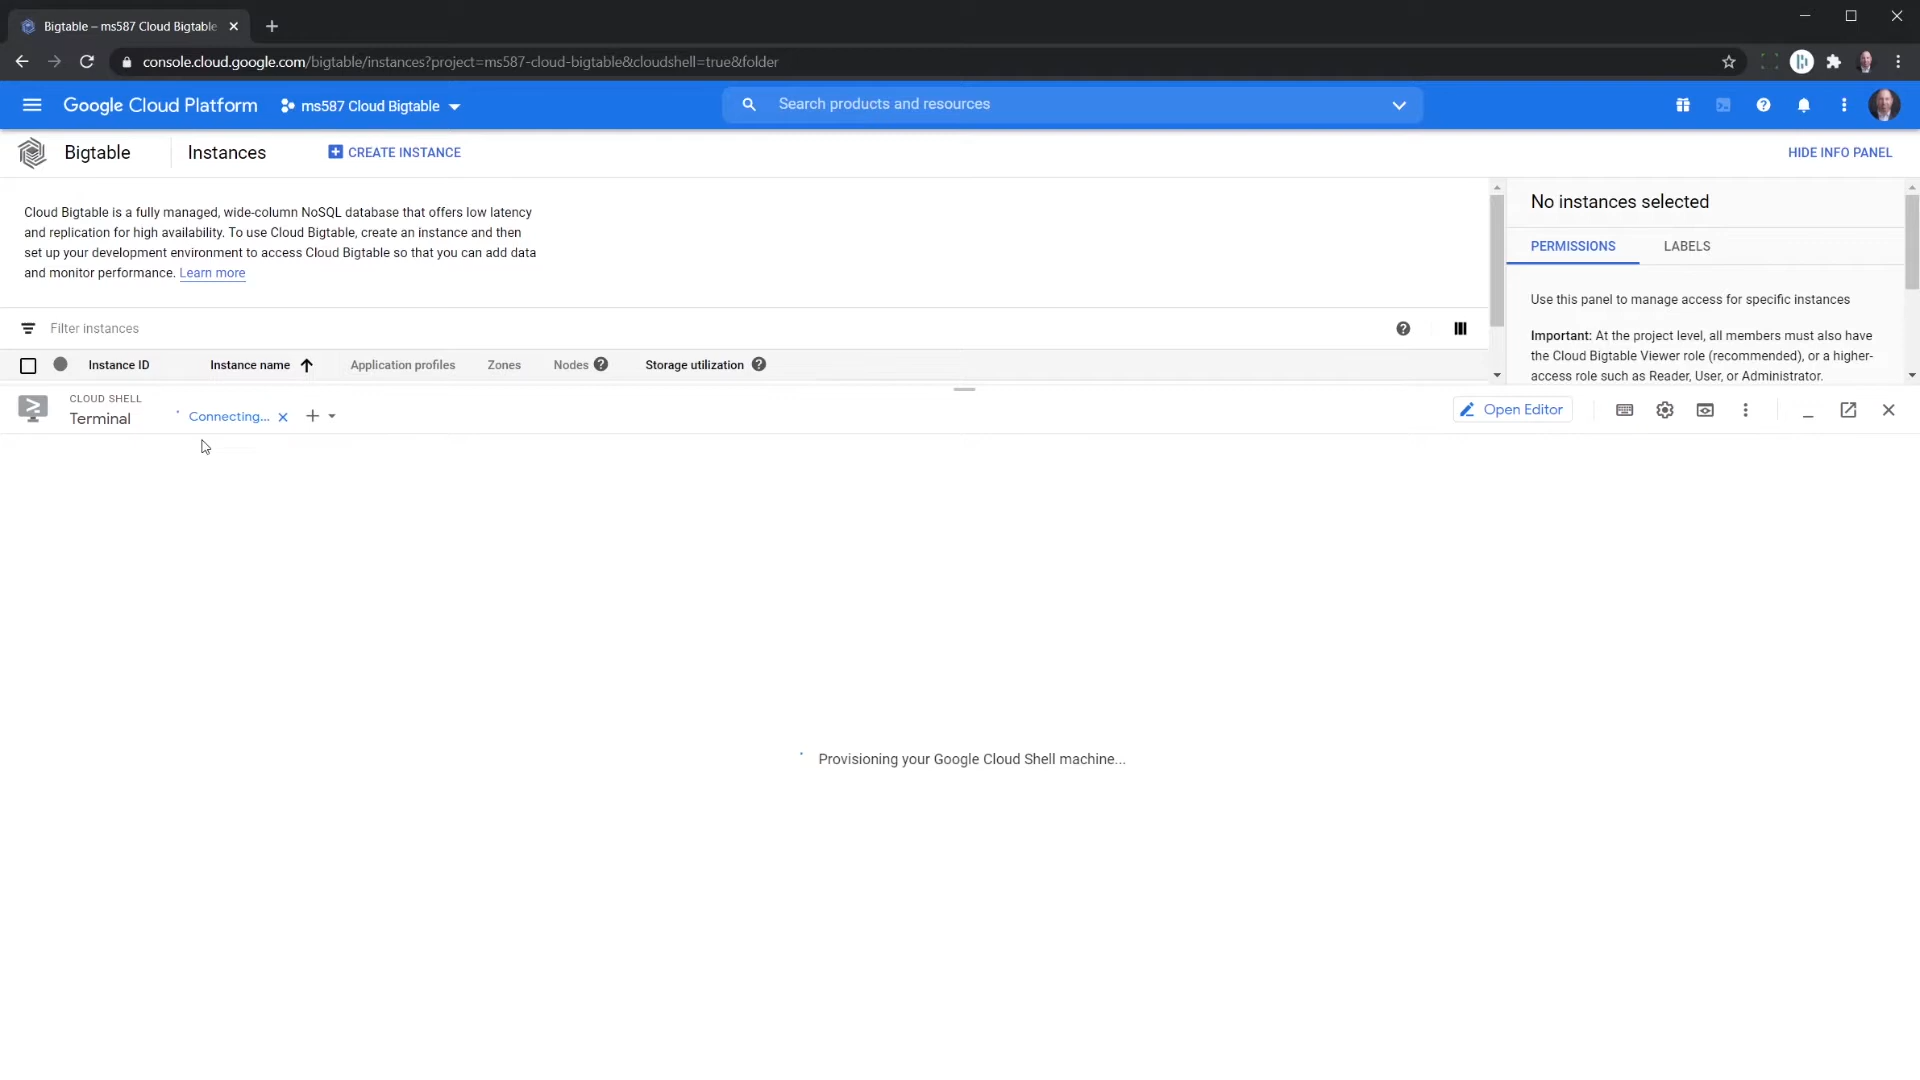 Bigtable – ms587 Cloud Bigtable
console.cloud.google.com/bigtable/instances?project=ms587-cloud-bigtable&cloudshell=true&folder
Google Cloud Platform
ms587 Cloud Bigtable
Search products and resources
Bigtable
Instances
CREATE INSTANCE
HIDE INFO PANEL
Cloud Bigtable is a fully managed, wide-column NoSQL database that offers low latency
and replication for high availability. To use Cloud Bigtable, create an instance and then
set up your development environment to access Cloud Bigtable so that you can add data
and monitor performance. Learn more
No instances selected
PERMISSIONS
LABELS
Use this panel to manage access for specific instances
Important: At the project level, all members must also have
the Cloud Bigtable Viewer role (recommended), or a higher-
access role such as Reader, User, or Administrator.
Filter instances
Instance ID
Instance name
Application profiles
Zones
Nodes
Storage utilization
CLOUD SHELL
Terminal
Connecting...
Open Editor
Provisioning your Google Cloud Shell machine...